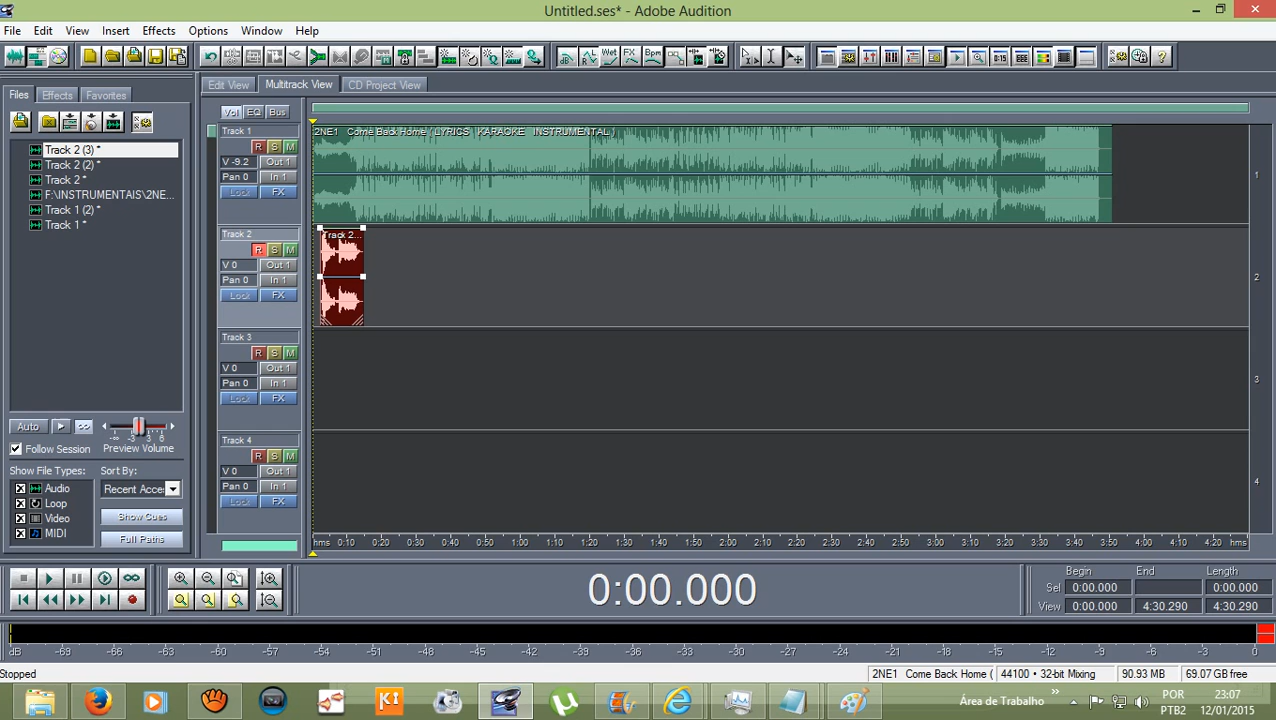 Untitled.ses* - Adobe Audition
File Edit View Insert Effects Options Window Help
Edit View Multitrack View CD Project View
Files Effects Favorites
Vol EQ Bus
Track 2 (3) *
Track 2 (2) *
Track 2 *
F:\INSTRUMENTAIS\2NE...
Track 1 (2) *
Track 1 *
Auto
Follow Session
Preview Volume
-∞ -3 3 6
Show File Types:
Sort By:
Audio
Loop
Video
MIDI
Recent Acces
Show Cues
Full Paths
Track 1
R S M
V -9.2 Out 1
Pan 0 In 1
Lock FX
2NE1 Come Back Home ( LYRICS KARAOKE INSTRUMENTAL
1
Track 2
R S M
V 0 Out 1
Pan 0 In 1
Lock FX
Track 2...
2
Track 3
R S M
V 0 Out 1
Pan 0 In 1
Lock FX
3
Track 4
R S M
V 0 Out 1
Pan 0 In 1
Lock FX
4
hms 0:10 0:20 0:30 0:40 0:50 1:00 1:10 1:20 1:30 1:40 1:50 2:00 2:10 2:20 2:30 2:40 2:50 3:00 3:10 3:20 3:30 3:40 3:50 4:00 4:10 4:20 hms
0:00.000
Begin End Length
Sel 0:00.000 0:00.000
View 0:00.000 4:30.290 4:30.290
dB -69 -66 -63 -60 -57 -54 -51 -48 -45 -42 -39 -36 -33 -30 -27 -24 -21 -18 -15 -12 -9 -6 -3 0
Stopped
2NE1 Come Back Home ( 44100 • 32-bit Mixing 90.93 MB 69.07 GB free
Área de Trabalho
POR
PTB2
23:07
12/01/2015